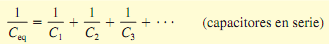 1/C_eq = 1/C_1 + 1/C_2 + 1/C_3 + ··· (capacitores en serie)